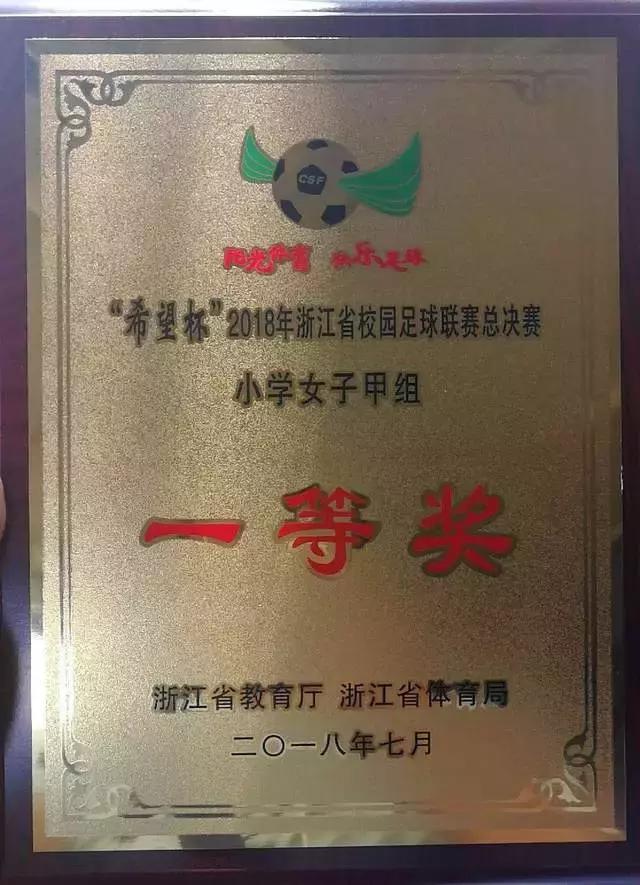 CSF
阳光体育 快乐足球
“希望杯”2018年浙江省校园足球联赛总决赛
小学女子甲组
一等奖
浙江省教育厅 浙江省体育局
二〇一八年七月